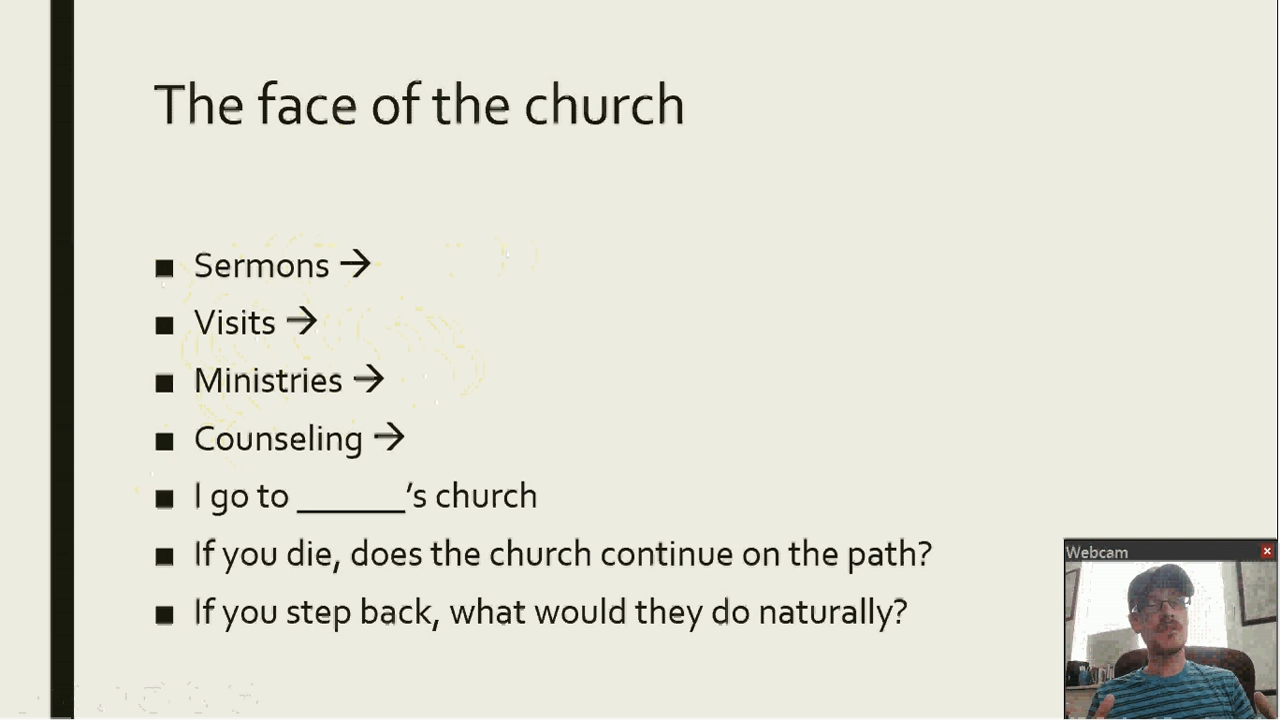 The face of the church
■ Sermons →
■ Visits →
■ Ministries →
■ Counseling →
■ I go to ______'s church
■ If you die, does the church continue on the path?
■ If you step back, what would they do naturally?
Webcam